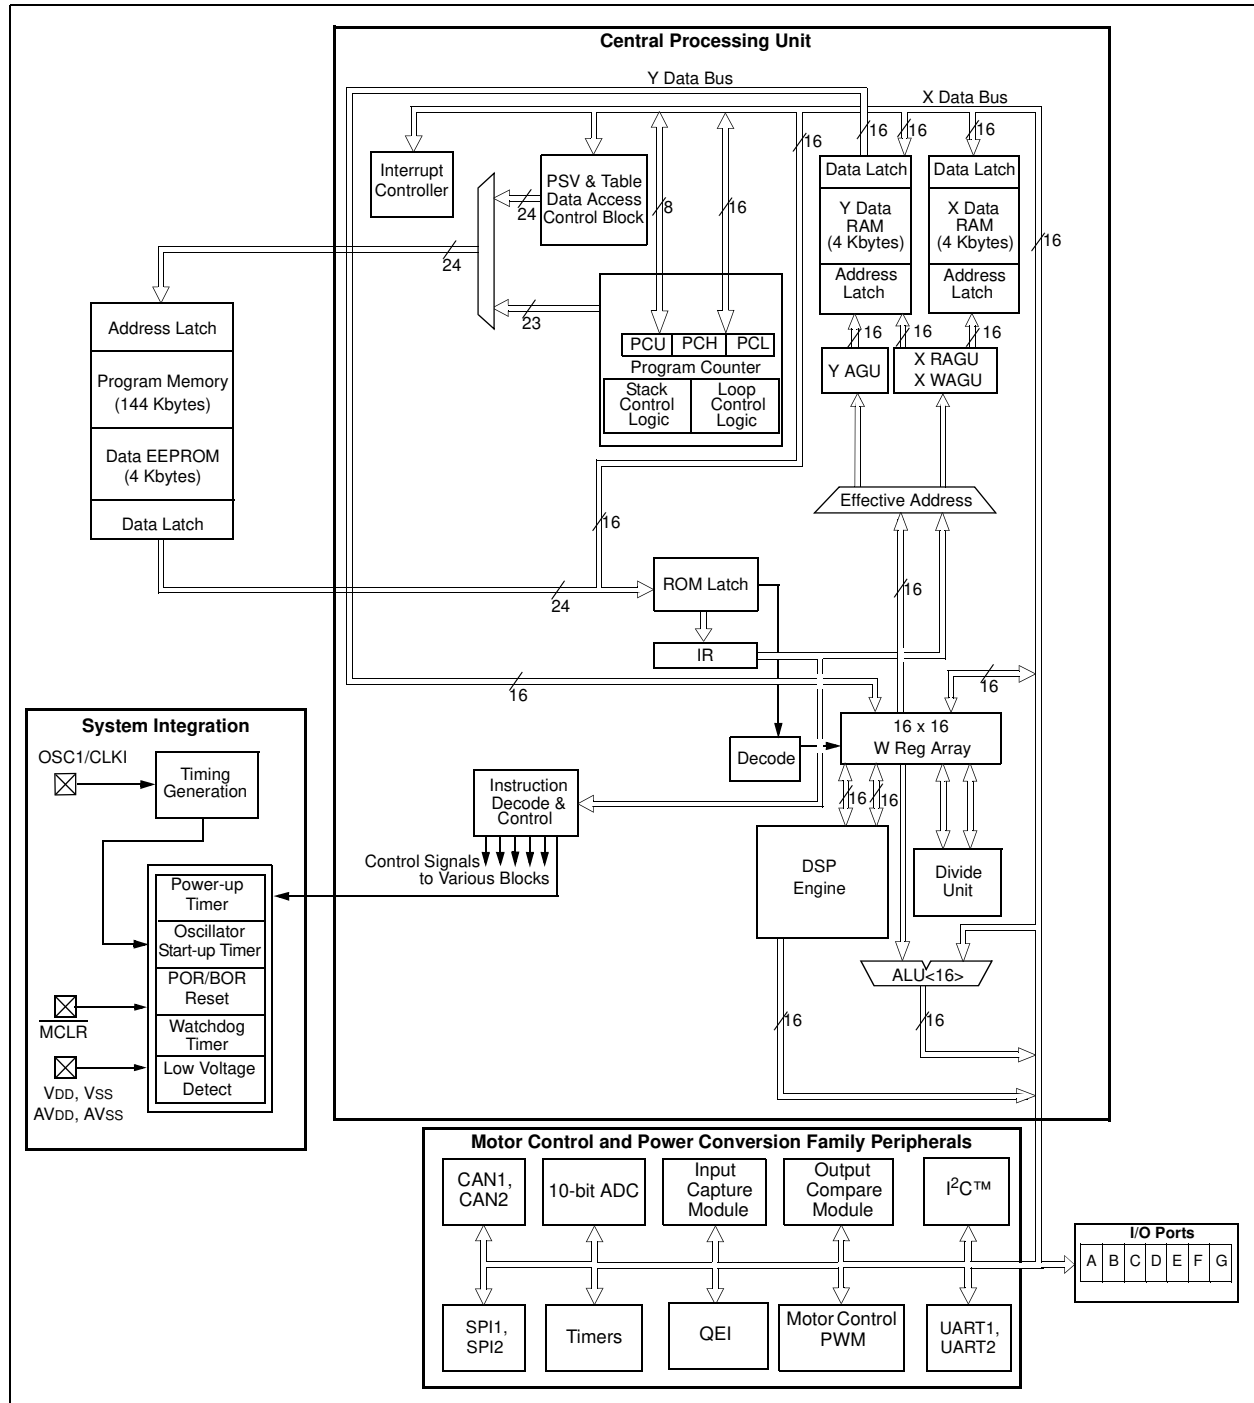 Central Processing Unit
Y Data Bus
X Data Bus
16
16
16
16
Interrupt
Controller
PSV & Table
Data Access
Control Block
24
8
16
Data Latch
Y Data
RAM
(4 Kbytes)
Address
Latch
Data Latch
X Data
RAM
(4 Kbytes)
Address
Latch
16
24
23
PCU
PCH
PCL
Program Counter
Stack
Control
Logic
Loop
Control
Logic
16
16
16
Y AGU
X RAGU
X WAGU
Address Latch
Program Memory
(144 Kbytes)
Data EEPROM
(4 Kbytes)
Data Latch
Effective Address
16
24
ROM Latch
16
IR
16
16
16 x 16
W Reg Array
Decode
System Integration
OSC1/CLKI
Timing
Generation
Instruction
Decode &
Control
16
16
Control Signals
to Various Blocks
DSP
Engine
Divide
Unit
Power-up
Timer
Oscillator
Start-up Timer
POR/BOR
Reset
Watchdog
Timer
Low Voltage
Detect
MCLR
VDD, VSS
AVDD, AVSS
ALU<16>
16
16
Motor Control and Power Conversion Family Peripherals
CAN1,
CAN2
10-bit ADC
Input
Capture
Module
Output
Compare
Module
I²C™
I/O Ports
A B C D E F G
SPI1,
SPI2
Timers
QEI
Motor Control
PWM
UART1,
UART2